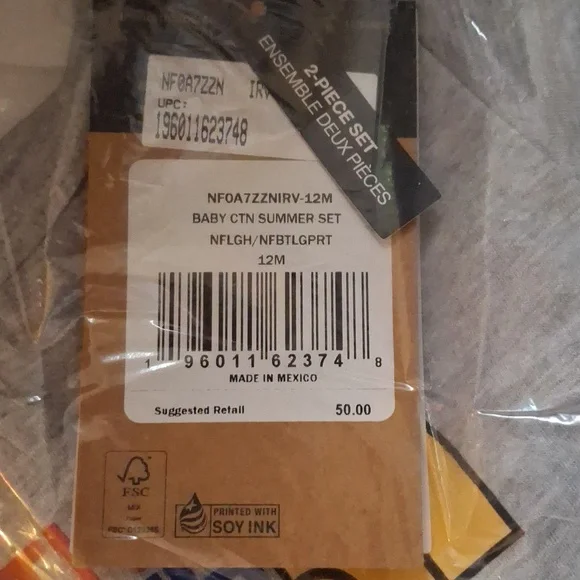 2-PIECE SET
ENSEMBLE DEUX PIÈCES
NF0A7ZZN IRV
UPC:
196011623748
NF0A7ZZNIRV-12M
BABY CTN SUMMER SET
NFLGH/NFBTLGPRT
12M
1 96011 62374 8
MADE IN MEXICO
Suggested Retail 50.00
FSC
PRINTED WITH
SOY INK